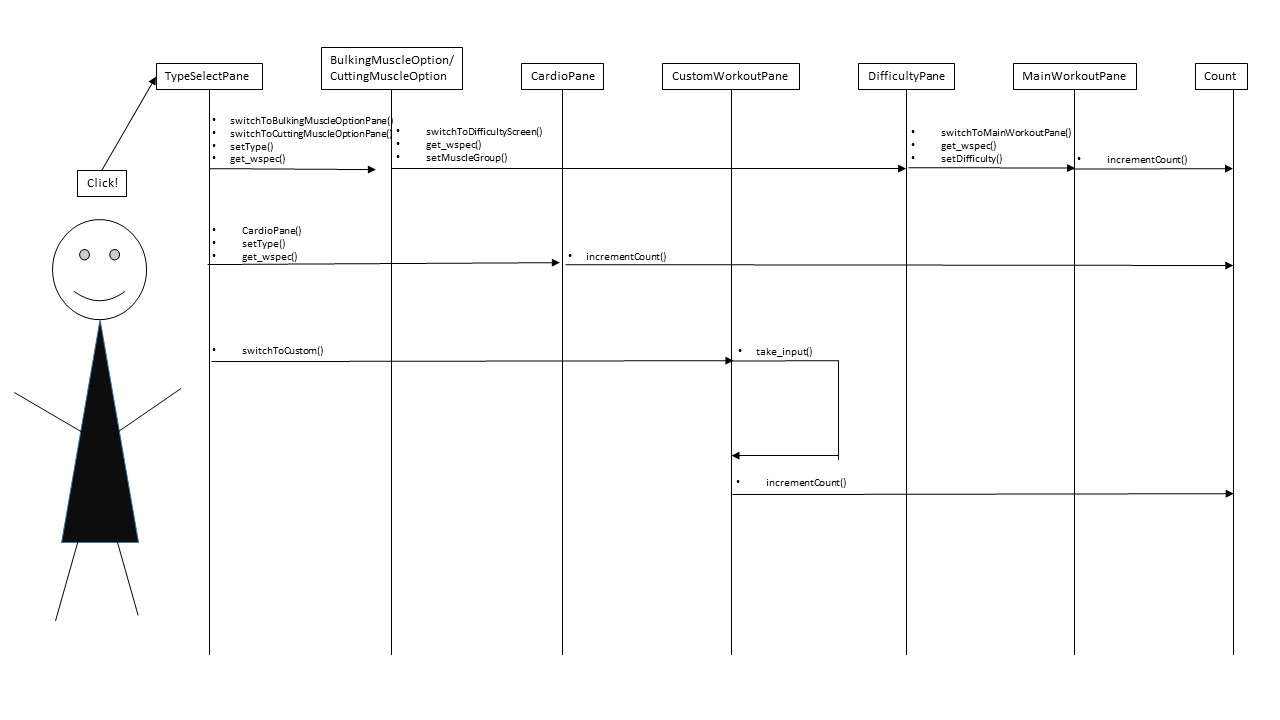 BulkingMuscleOption/
CuttingMuscleOption
TypeSelectPane
CardioPane
CustomWorkoutPane
DifficultyPane
MainWorkoutPane
Count
Click!
• switchToBulkingMuscleOptionPane()
• switchToCuttingMuscleOptionPane()
• setType()
• get_wspec()
• switchToDifficultyScreen()
• get_wspec()
• setMuscleGroup()
• switchToMainWorkoutPane()
• get_wspec()
• setDifficulty()
• incrementCount()
• CardioPane()
• setType()
• get_wspec()
• incrementCount()
• switchToCustom()
• take_input()
• incrementCount()